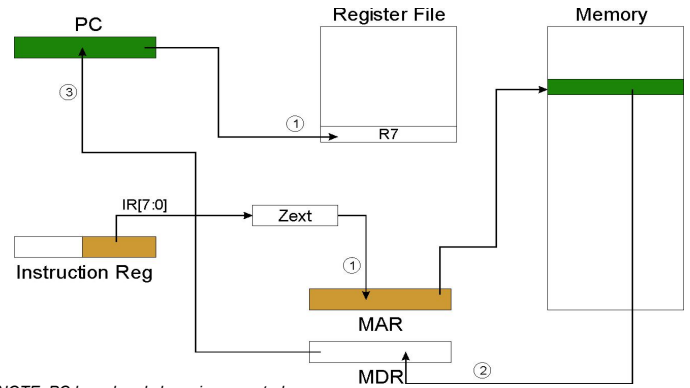 PC
Register File
Memory
3
1
R7
IR[7:0]
Zext
1
Instruction Reg
MAR
MDR
2